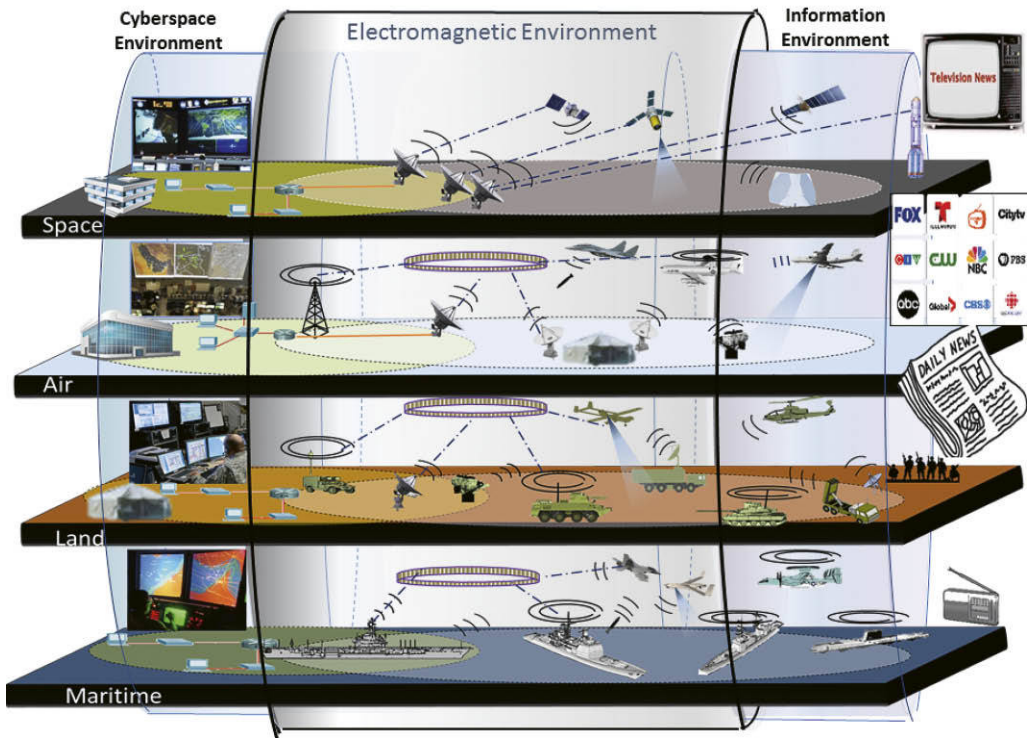 Cyberspace
Environment
Electromagnetic Environment
Information
Environment
Television News
Space
FOX
Citytv
CTV
CW
NBC
PBS
abc
Global
CBS
Air
DAILY NEWS
Land
Maritime